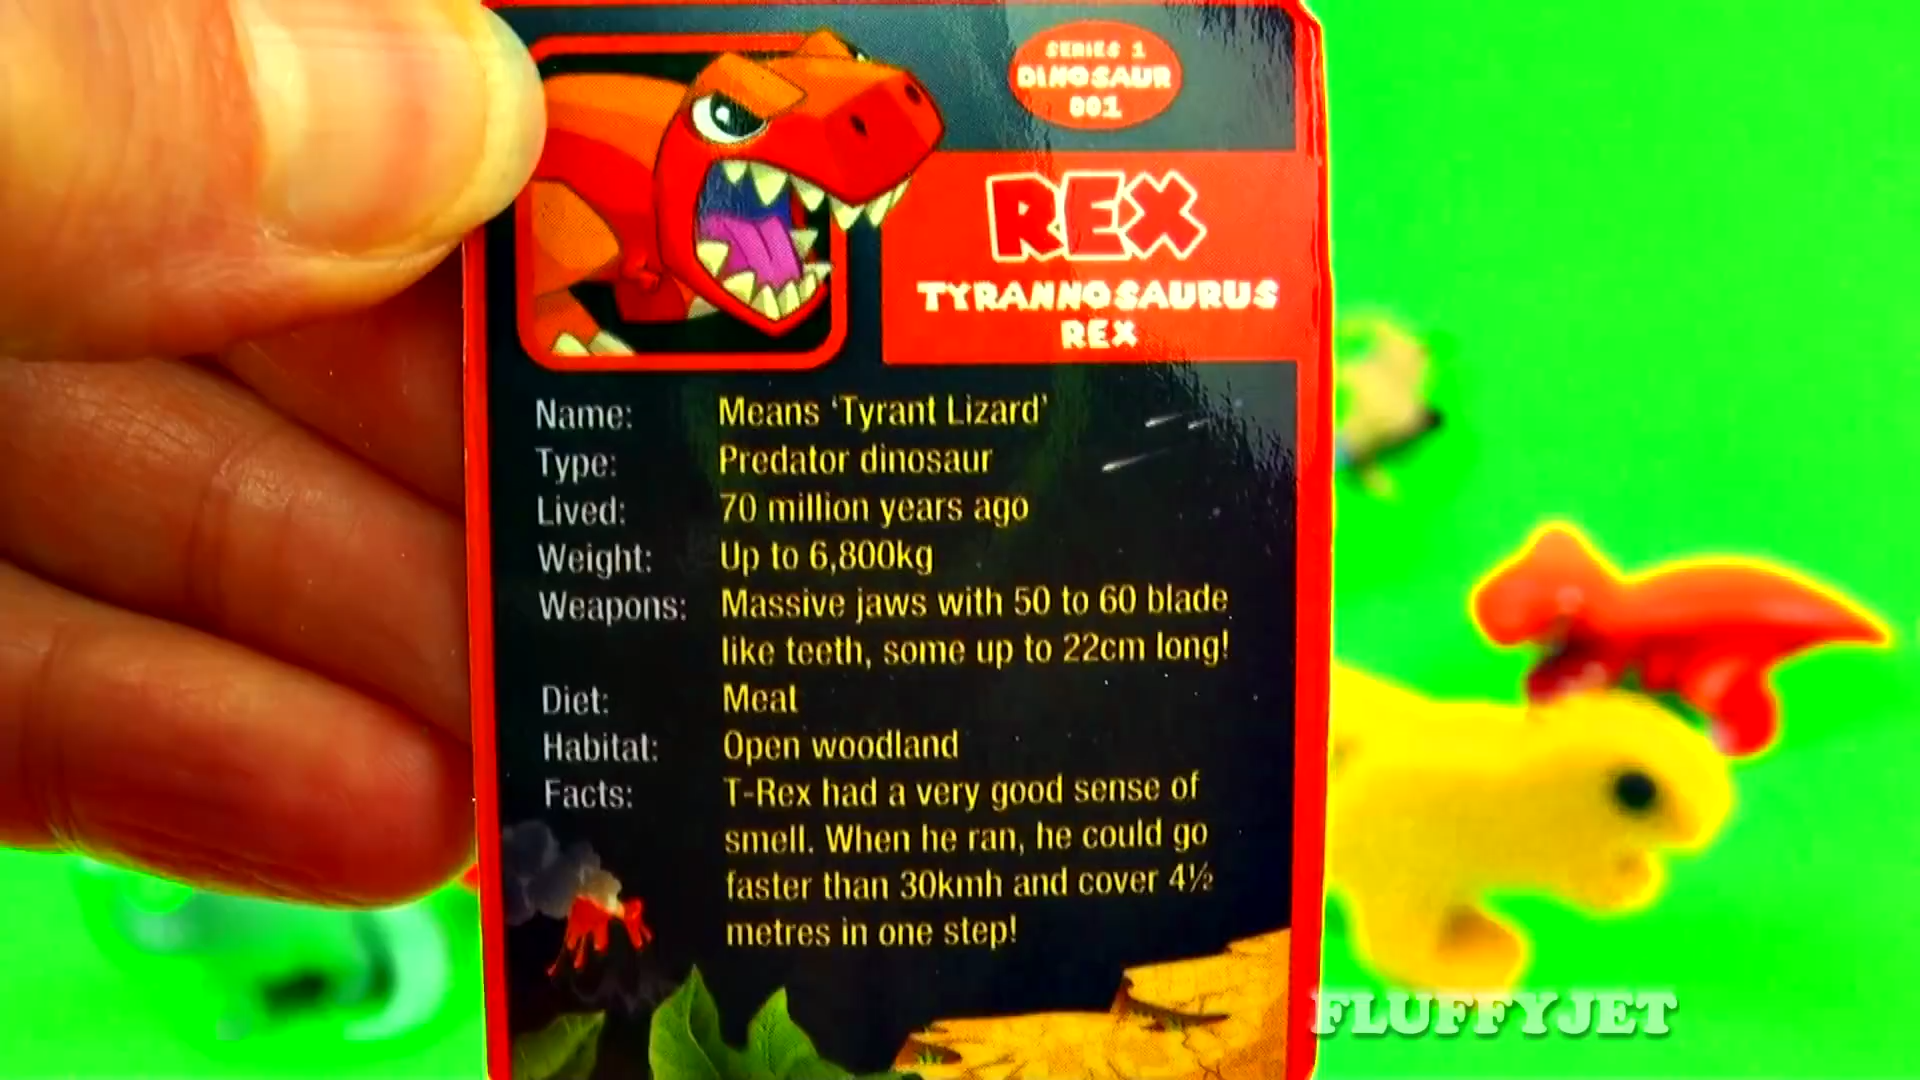 SERIES 1
DINOSAUR
001
REX
TYRANNOSAURUS
REX
Name: Means ‘Tyrant Lizard’
Type: Predator dinosaur
Lived: 70 million years ago
Weight: Up to 6,800kg
Weapons: Massive jaws with 50 to 60 blade
like teeth, some up to 22cm long!
Diet: Meat
Habitat: Open woodland
Facts: T-Rex had a very good sense of
smell. When he ran, he could go
faster than 30kmh and cover 4½
metres in one step!
FLUFFYJET